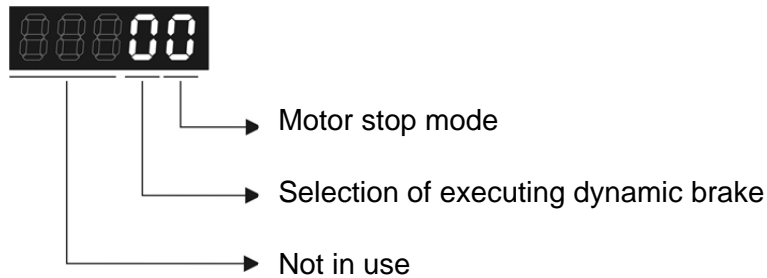 00
Motor stop mode
Selection of executing dynamic brake
Not in use